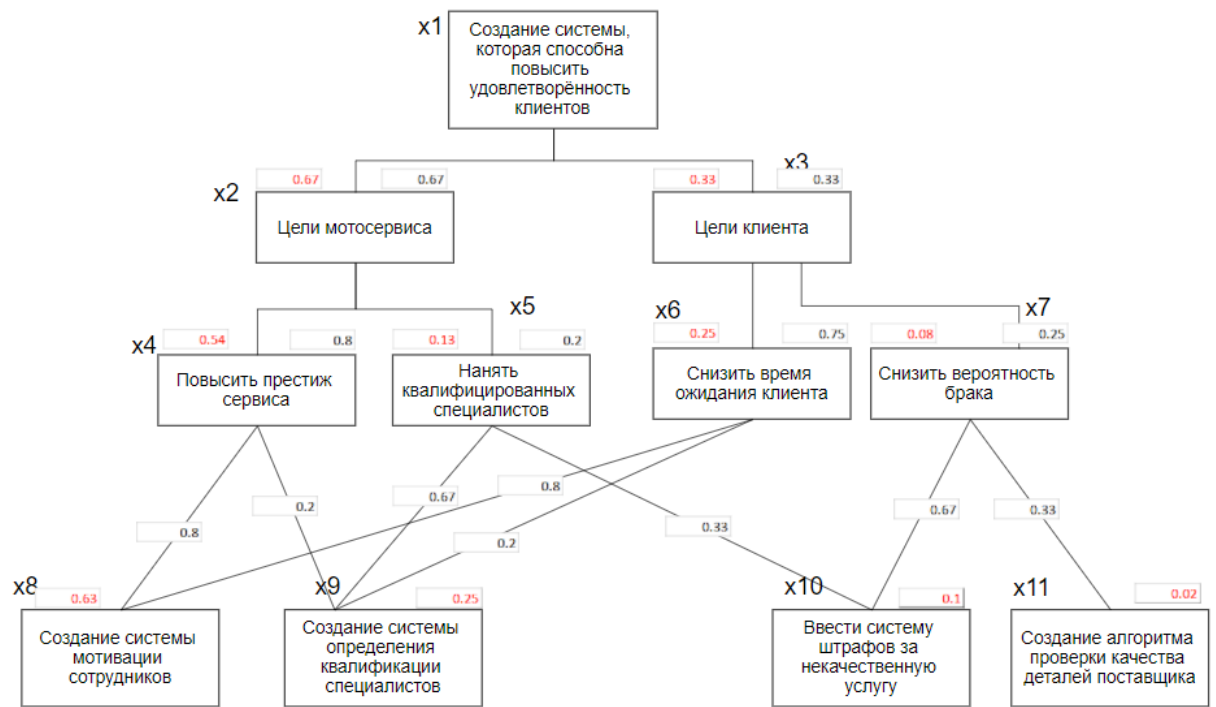 x1
Создание системы,
которая способна
повысить
удовлетворённость
клиентов
x2
0.67
0.67
x3
0.33
0.33
Цели мотосервиса
Цели клиента
x4
0.54
0.8
x5
0.13
0.2
x6
0.25
0.75
x7
0.08
0.25
Повысить престиж
сервиса
Нанять
квалифицированных
специалистов
Снизить время
ожидания клиента
Снизить вероятность
брака
0.8
0.2
0.67
0.8
0.2
0.33
0.67
0.33
x8
0.63
x9
0.25
x10
0.1
x11
0.02
Создание системы
мотивации
сотрудников
Создание системы
определения
квалификации
специалистов
Ввести систему
штрафов за
некачественную
услугу
Создание алгоритма
проверки качества
деталей поставщика